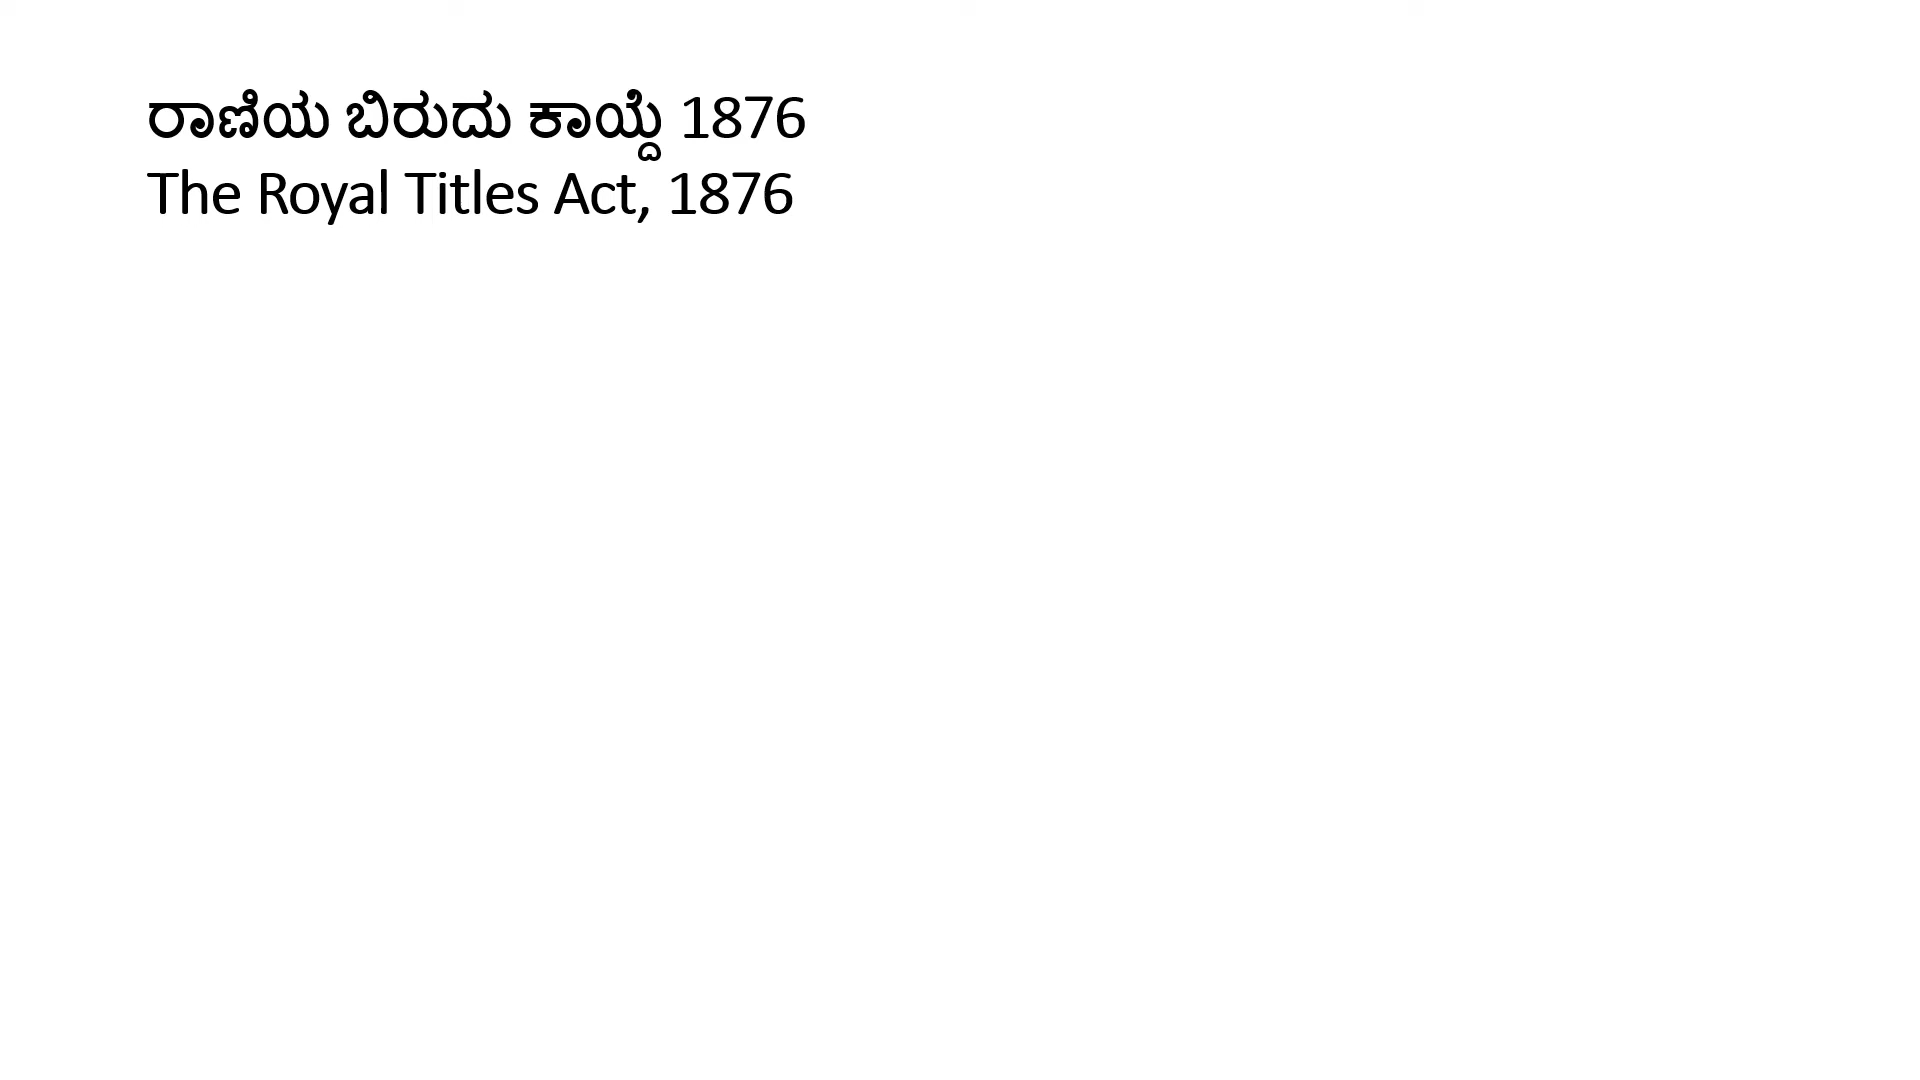 ರಾಣಿಯ ಬಿರುದು ಕಾಯ್ದೆ 1876
The Royal Titles Act, 1876